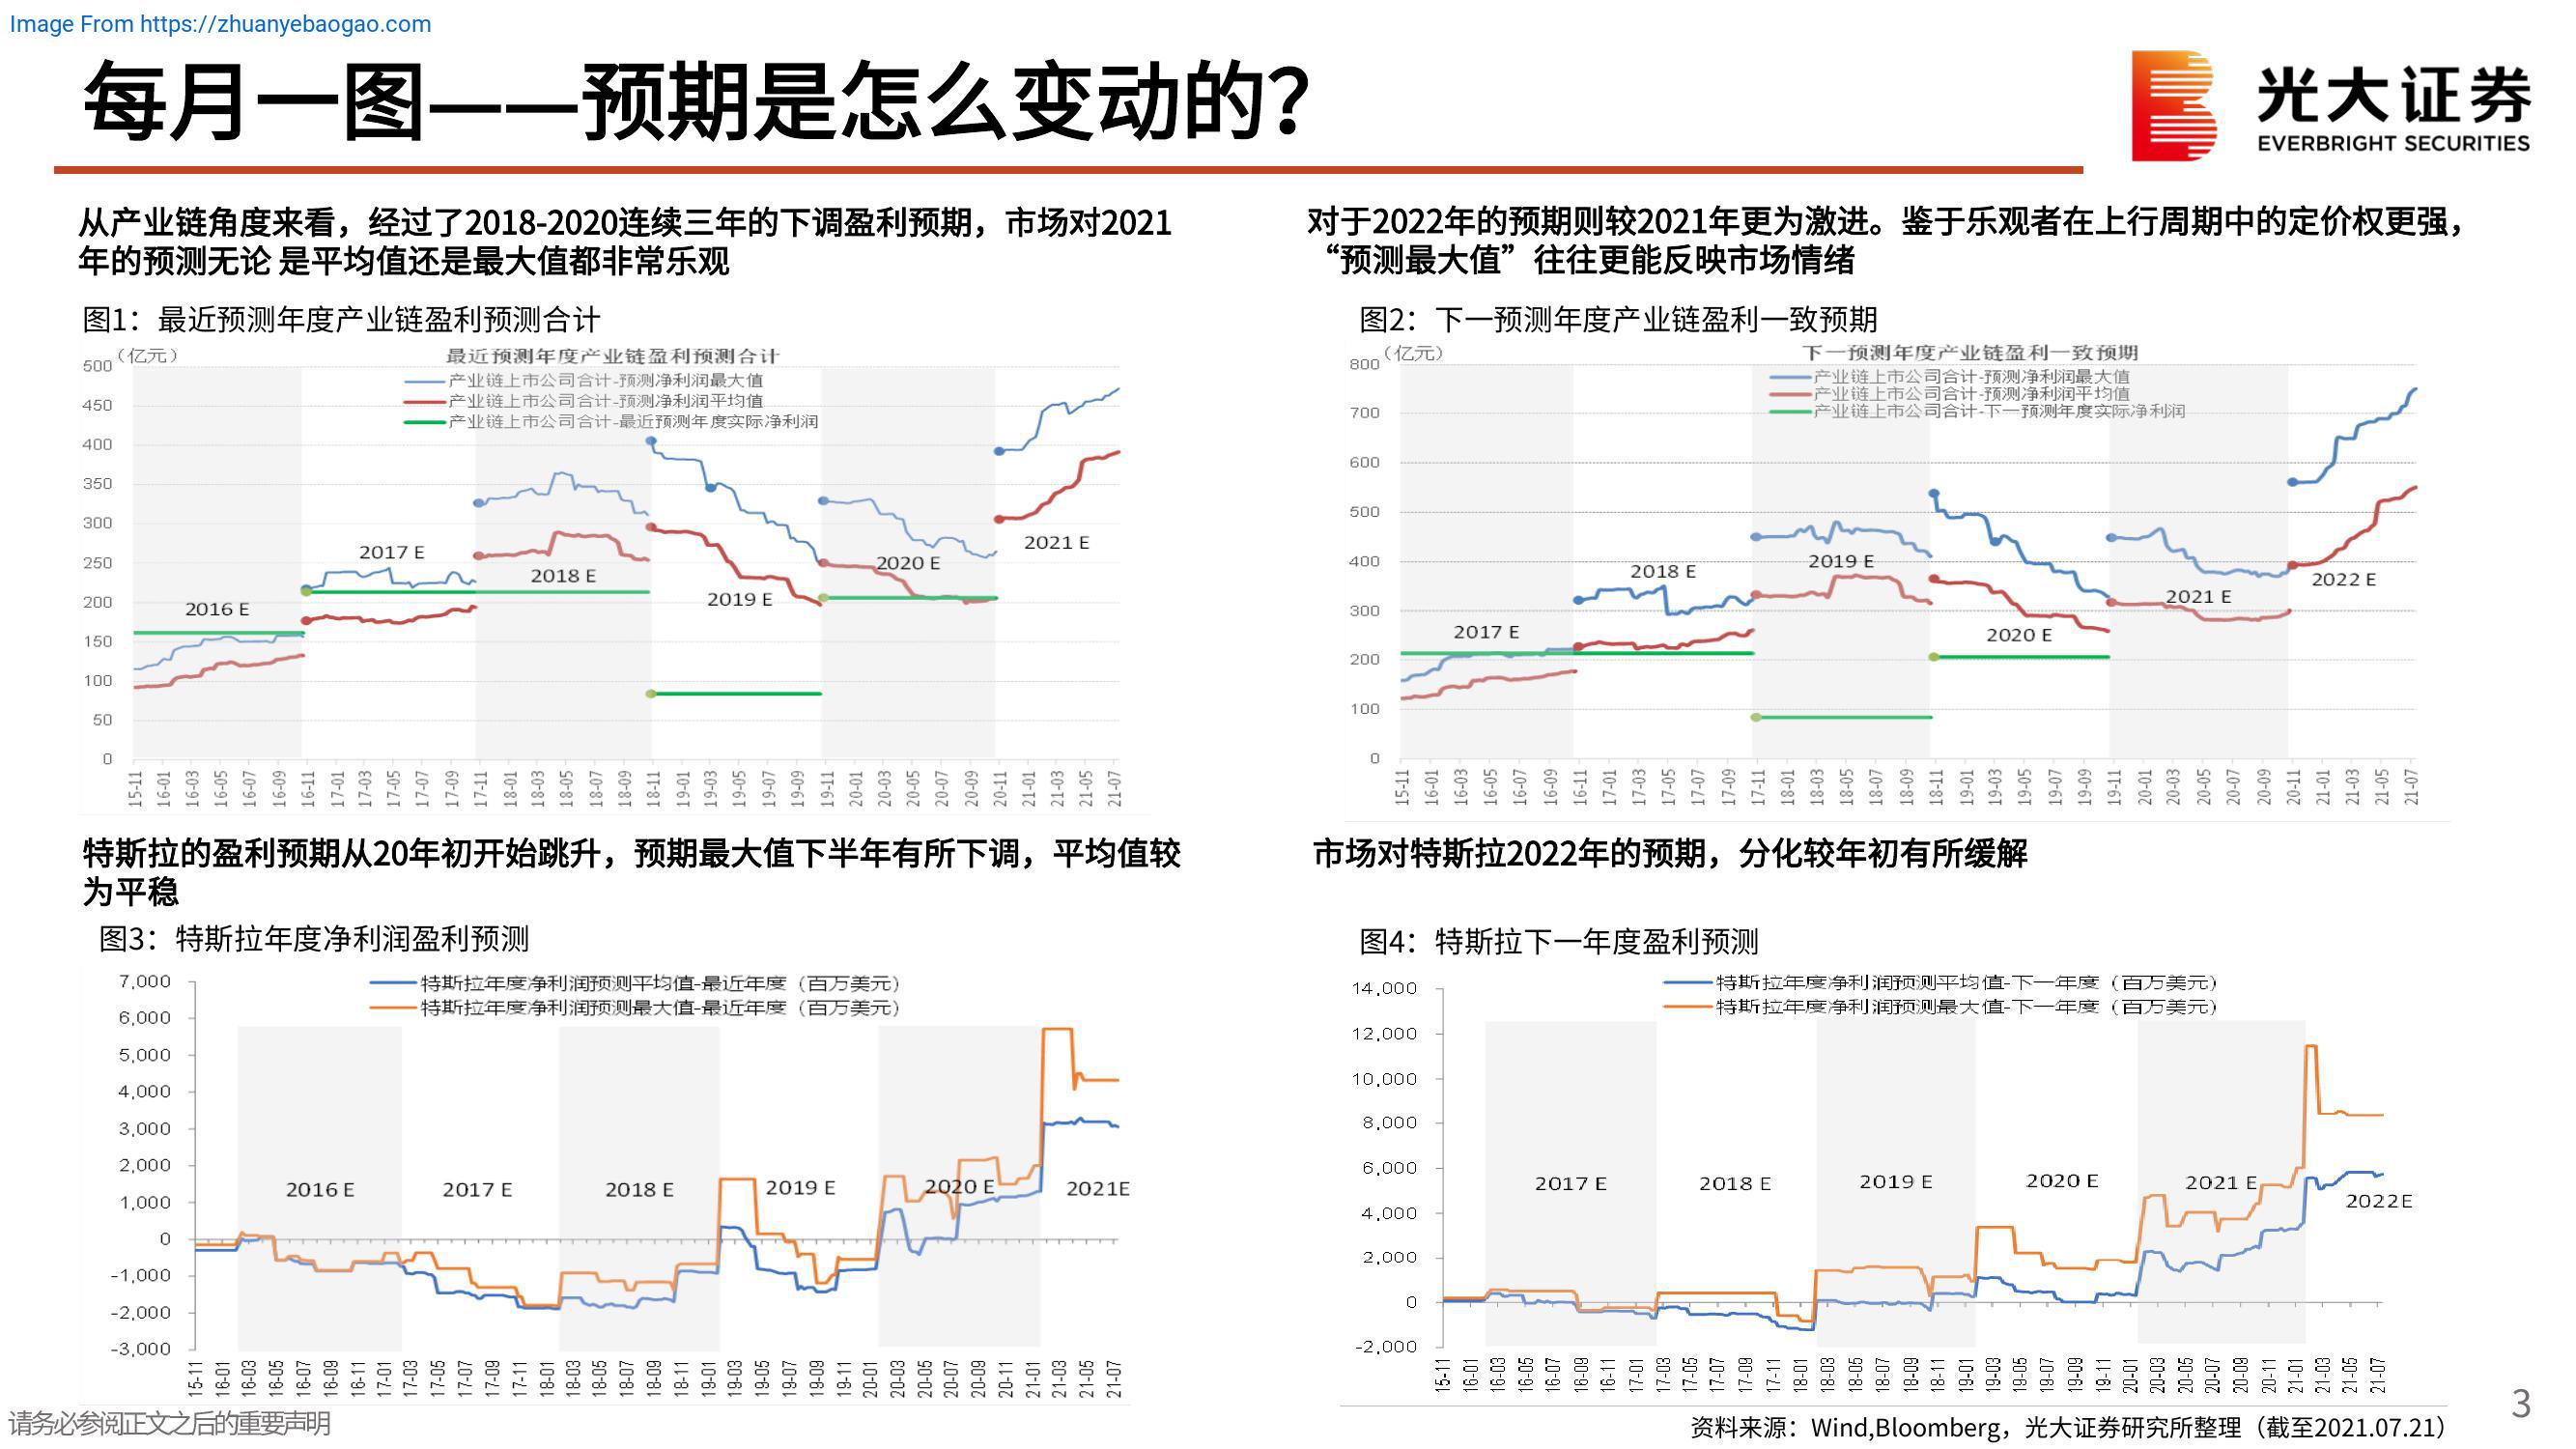 Image From https://zhuanyebaogao.com
每月一图——预期是怎么变动的?
光大证券
EVERBRIGHT SECURITIES
从产业链角度来看，经过了2018-2020连续三年的下调盈利预期，市场对2021
年的预测无论 是平均值还是最大值都非常乐观
图1：最近预测年度产业链盈利预测合计
（亿元）
最近预测年度产业链盈利预测合计
产业链上市公司合计-预测净利润最大值
产业链上市公司合计-预测净利润平均值
产业链上市公司合计-最近预测年度实际净利润
500
450
400
350
300
250
200
150
100
50
0
2016 E
2017 E
2018 E
2019 E
2020 E
2021 E
15-11 16-01 16-03 16-05 16-07 16-09 16-11 17-01 17-03 17-05 17-07 17-09 17-11 18-01 18-03 18-05 18-07 18-09 18-11 19-01 19-03 19-05 19-07 19-09 19-11 20-01 20-03 20-05 20-07 20-09 20-11 21-01 21-03 21-05 21-07
对于2022年的预期则较2021年更为激进。鉴于乐观者在上行周期中的定价权更强，
“预测最大值”往往更能反映市场情绪
图2：下一预测年度产业链盈利一致预期
（亿元）
下一预测年度产业链盈利一致预期
产业链上市公司合计-预测净利润最大值
产业链上市公司合计-预测净利润平均值
产业链上市公司合计-下一预测年度实际净利润
800
700
600
500
400
300
200
100
0
2017 E
2018 E
2019 E
2020 E
2021 E
2022 E
15-11 16-01 16-03 16-05 16-07 16-09 16-11 17-01 17-03 17-05 17-07 17-09 17-11 18-01 18-03 18-05 18-07 18-09 18-11 19-01 19-03 19-05 19-07 19-09 19-11 20-01 20-03 20-05 20-07 20-09 20-11 21-01 21-03 21-05 21-07
特斯拉的盈利预期从20年初开始跳升，预期最大值下半年有所下调，平均值较
为平稳
图3：特斯拉年度净利润盈利预测
特斯拉年度净利润预测平均值-最近年度（百万美元）
特斯拉年度净利润预测最大值-最近年度（百万美元）
7,000
6,000
5,000
4,000
3,000
2,000
1,000
0
-1,000
-2,000
-3,000
2016 E
2017 E
2018 E
2019 E
2020 E
2021E
15-11 16-01 16-03 16-05 16-07 16-09 16-11 17-01 17-03 17-05 17-07 17-09 17-11 18-01 18-03 18-05 18-07 18-09 18-11 19-01 19-03 19-05 19-07 19-09 19-11 20-01 20-03 20-05 20-07 20-09 20-11 21-01 21-03 21-05 21-07
市场对特斯拉2022年的预期，分化较年初有所缓解
图4：特斯拉下一年度盈利预测
特斯拉年度净利润预测平均值-下一年度（百万美元）
特斯拉年度净利润预测最大值-下一年度（百万美元）
14,000
12,000
10,000
8,000
6,000
4,000
2,000
0
-2,000
2017 E
2018 E
2019 E
2020 E
2021 E
2022E
15-11 16-01 16-03 16-05 16-07 18-09 16-11 17-01 17-03 17-05 17-07 17-09 17-11 18-01 18-03 18-05 18-07 18-09 18-11 19-01 19-03 19-05 19-07 19-09 19-11 20-01 20-03 20-05 20-07 20-09 20-11 21-01 21-03 21-05 21-07
请务必参阅正文之后的重要声明
资料来源：Wind,Bloomberg，光大证券研究所整理（截至2021.07.21）
3